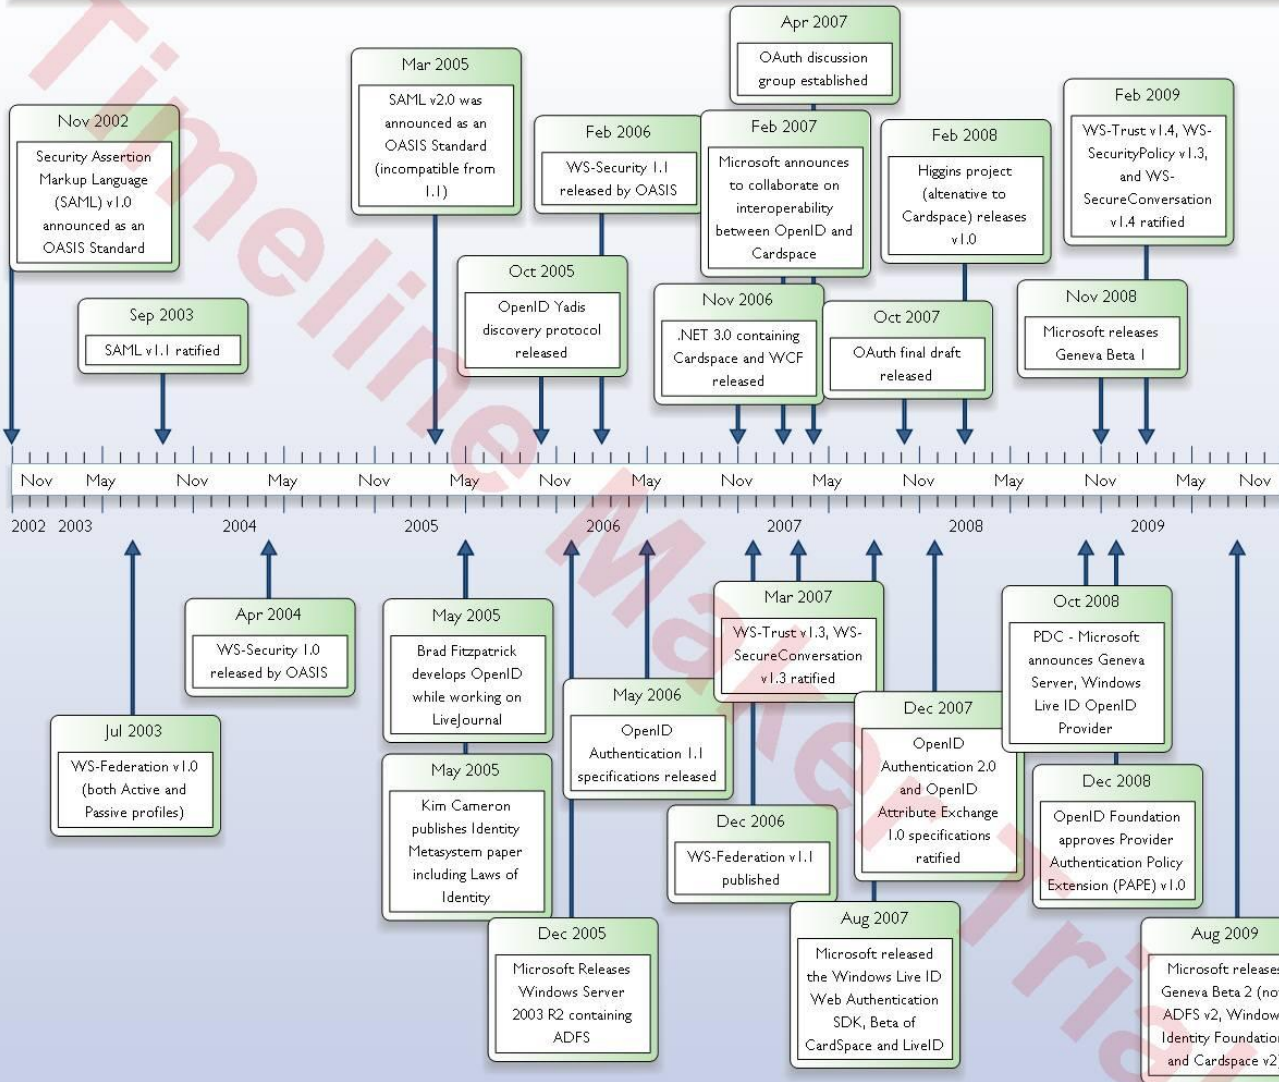 Apr 2007
OAuth discussion
group established
Mar 2005
SAML v2.0 was
announced as an
OASIS Standard
(incompatible from
1.1)
Feb 2009
WS-Trust v1.4, WS-
SecurityPolicy v1.3,
and WS-
SecureConversation
v1.4 ratified
Nov 2002
Security Assertion
Markup Language
(SAML) v1.0
announced as an
OASIS Standard
Feb 2006
WS-Security 1.1
released by OASIS
Feb 2007
Microsoft announces
to collaborate on
interoperability
between OpenID and
Cardspace
Feb 2008
Higgins project
(altenative to
Cardspace) releases
v1.0
Oct 2005
OpenID Yadis
discovery protocol
released
Nov 2006
.NET 3.0 containing
Cardspace and WCF
released
Oct 2007
OAuth final draft
released
Nov 2008
Microsoft releases
Geneva Beta 1
Sep 2003
SAML v1.1 ratified
Nov May Nov May Nov May Nov May Nov May Nov May Nov May Nov
2002 2003 2004 2005 2006 2007 2008 2009
Apr 2004
WS-Security 1.0
released by OASIS
May 2005
Brad Fitzpatrick
develops OpenID
while working on
LiveJournal
Mar 2007
WS-Trust v1.3, WS-
SecureConversation
v1.3 ratified
Oct 2008
PDC - Microsoft
announces Geneva
Server, Windows
Live ID OpenID
Provider
May 2006
OpenID
Authentication 1.1
specifications released
Dec 2007
OpenID
Authentication 2.0
and OpenID
Attribute Exchange
1.0 specifications
ratified
Jul 2003
WS-Federation v1.0
(both Active and
Passive profiles)
May 2005
Kim Cameron
publishes Identity
Metasystem paper
including Laws of
Identity
Dec 2006
WS-Federation v1.1
published
Dec 2008
OpenID Foundation
approves Provider
Authentication Policy
Extension (PAPE) v1.0
Dec 2005
Microsoft Releases
Windows Server
2003 R2 containing
ADFS
Aug 2007
Microsoft released
the Windows Live ID
Web Authentication
SDK, Beta of
CardSpace and LiveID
Aug 2009
Microsoft releases
Geneva Beta 2
ADFS v2,
Identity
and Cardspace v2
Timeline Maker